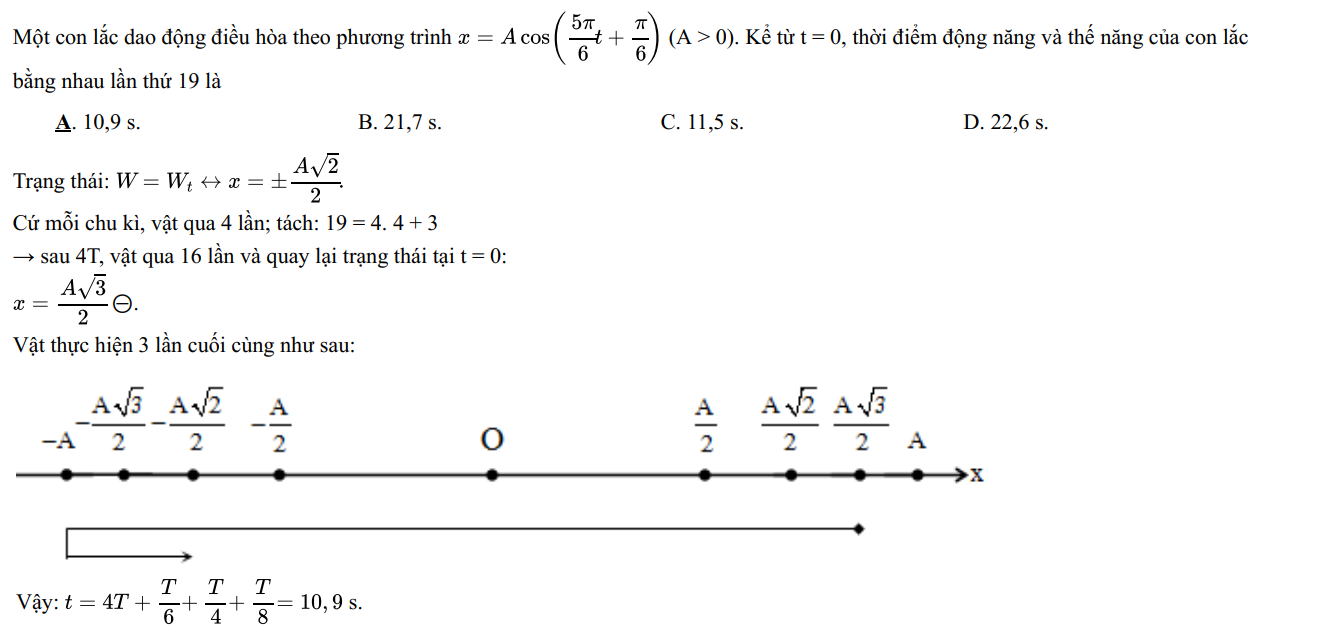 Một con lắc dao động điều hòa theo phương trình x = A cos(5π/6 t + π/6) (A > 0). Kể từ t = 0, thời điểm động năng và thế năng của con lắc
bằng nhau lần thứ 19 là
A. 10,9 s. B. 21,7 s. C. 11,5 s. D. 22,6 s.
Trạng thái: W = Wₜ ↔ x = ± A√2/2.
Cứ mỗi chu kì, vật qua 4 lần; tách: 19 = 4. 4 + 3
→ sau 4T, vật qua 16 lần và quay lại trạng thái tại t = 0:
x = A√3/2 ⊖.
Vật thực hiện 3 lần cuối cùng như sau:
−A −A√3/2 −A√2/2 −A/2 O A/2 A√2/2 A√3/2 A
x
Vậy: t = 4T + T/6 + T/4 + T/8 = 10, 9 s.